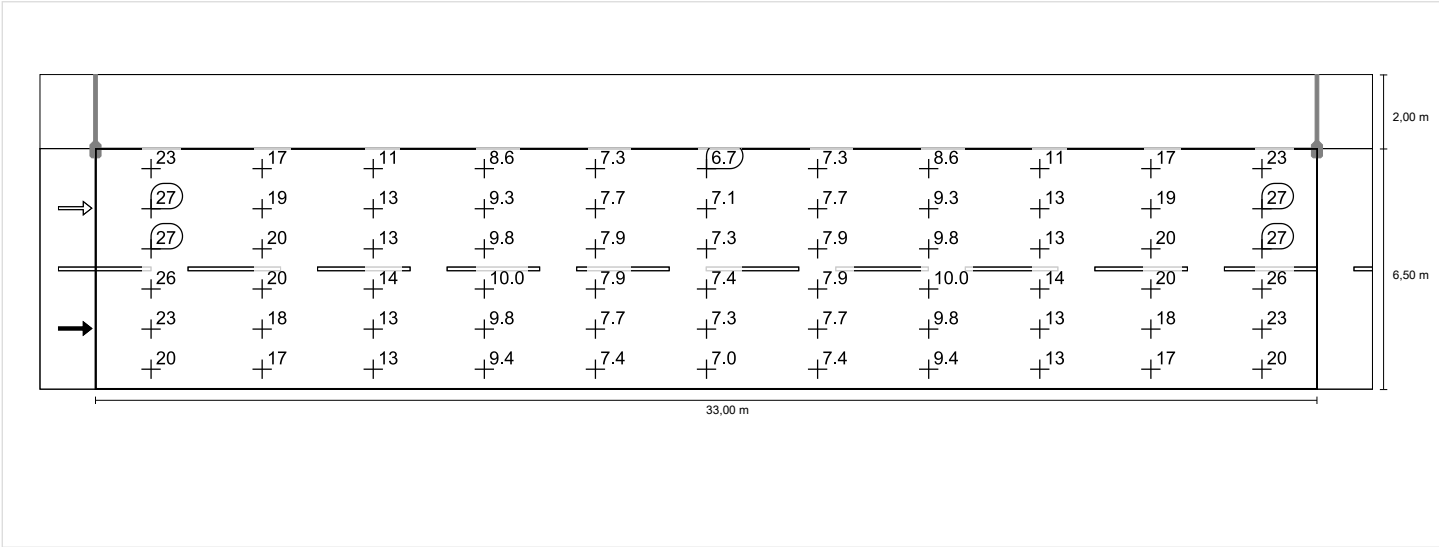 2,00 m
23 17 11 8.6 7.3 6.7 7.3 8.6 11 17 23
27 19 13 9.3 7.7 7.1 7.7 9.3 13 19 27
27 20 13 9.8 7.9 7.3 7.9 9.8 13 20 27
26 20 14 10.0 7.9 7.4 7.9 10.0 14 20 26
6,50 m
23 18 13 9.8 7.7 7.3 7.7 9.8 13 18 23
20 17 13 9.4 7.4 7.0 7.4 9.4 13 17 20
33,00 m